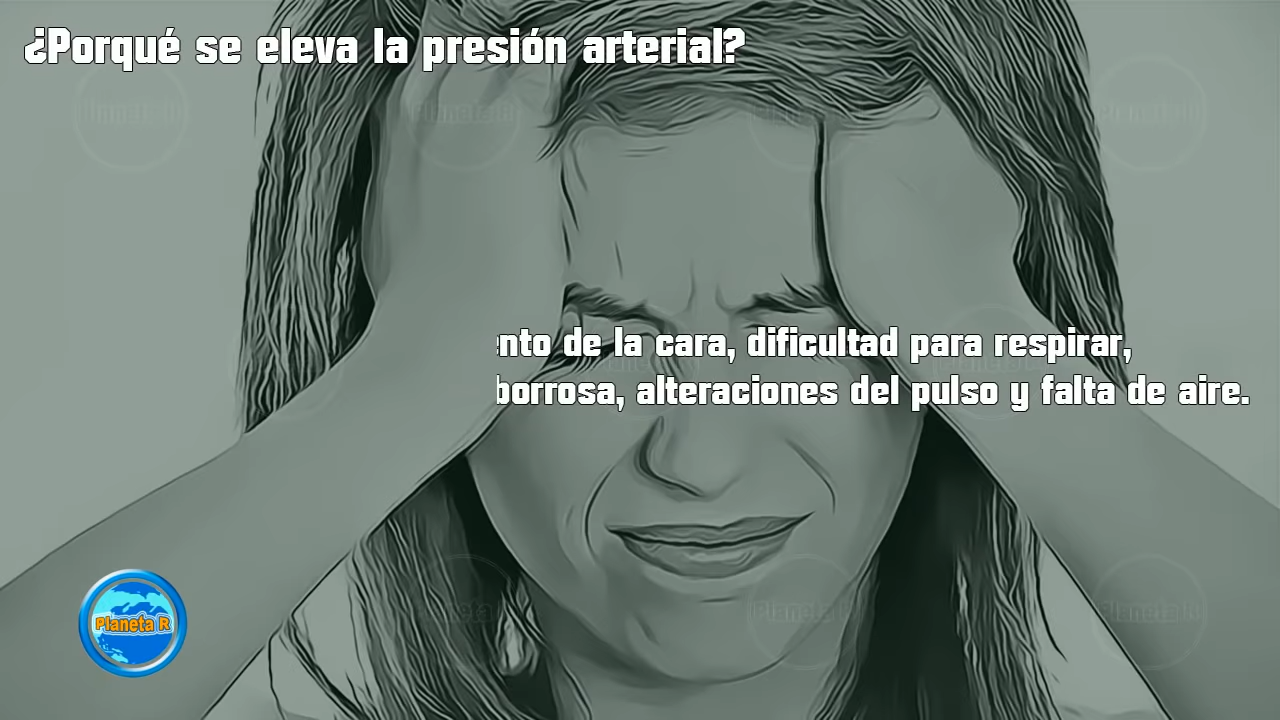 ¿Porqué se eleva la presión arterial?
nto de la cara, dificultad para respirar,
borrosa, alteraciones del pulso y falta de aire.
Planeta R